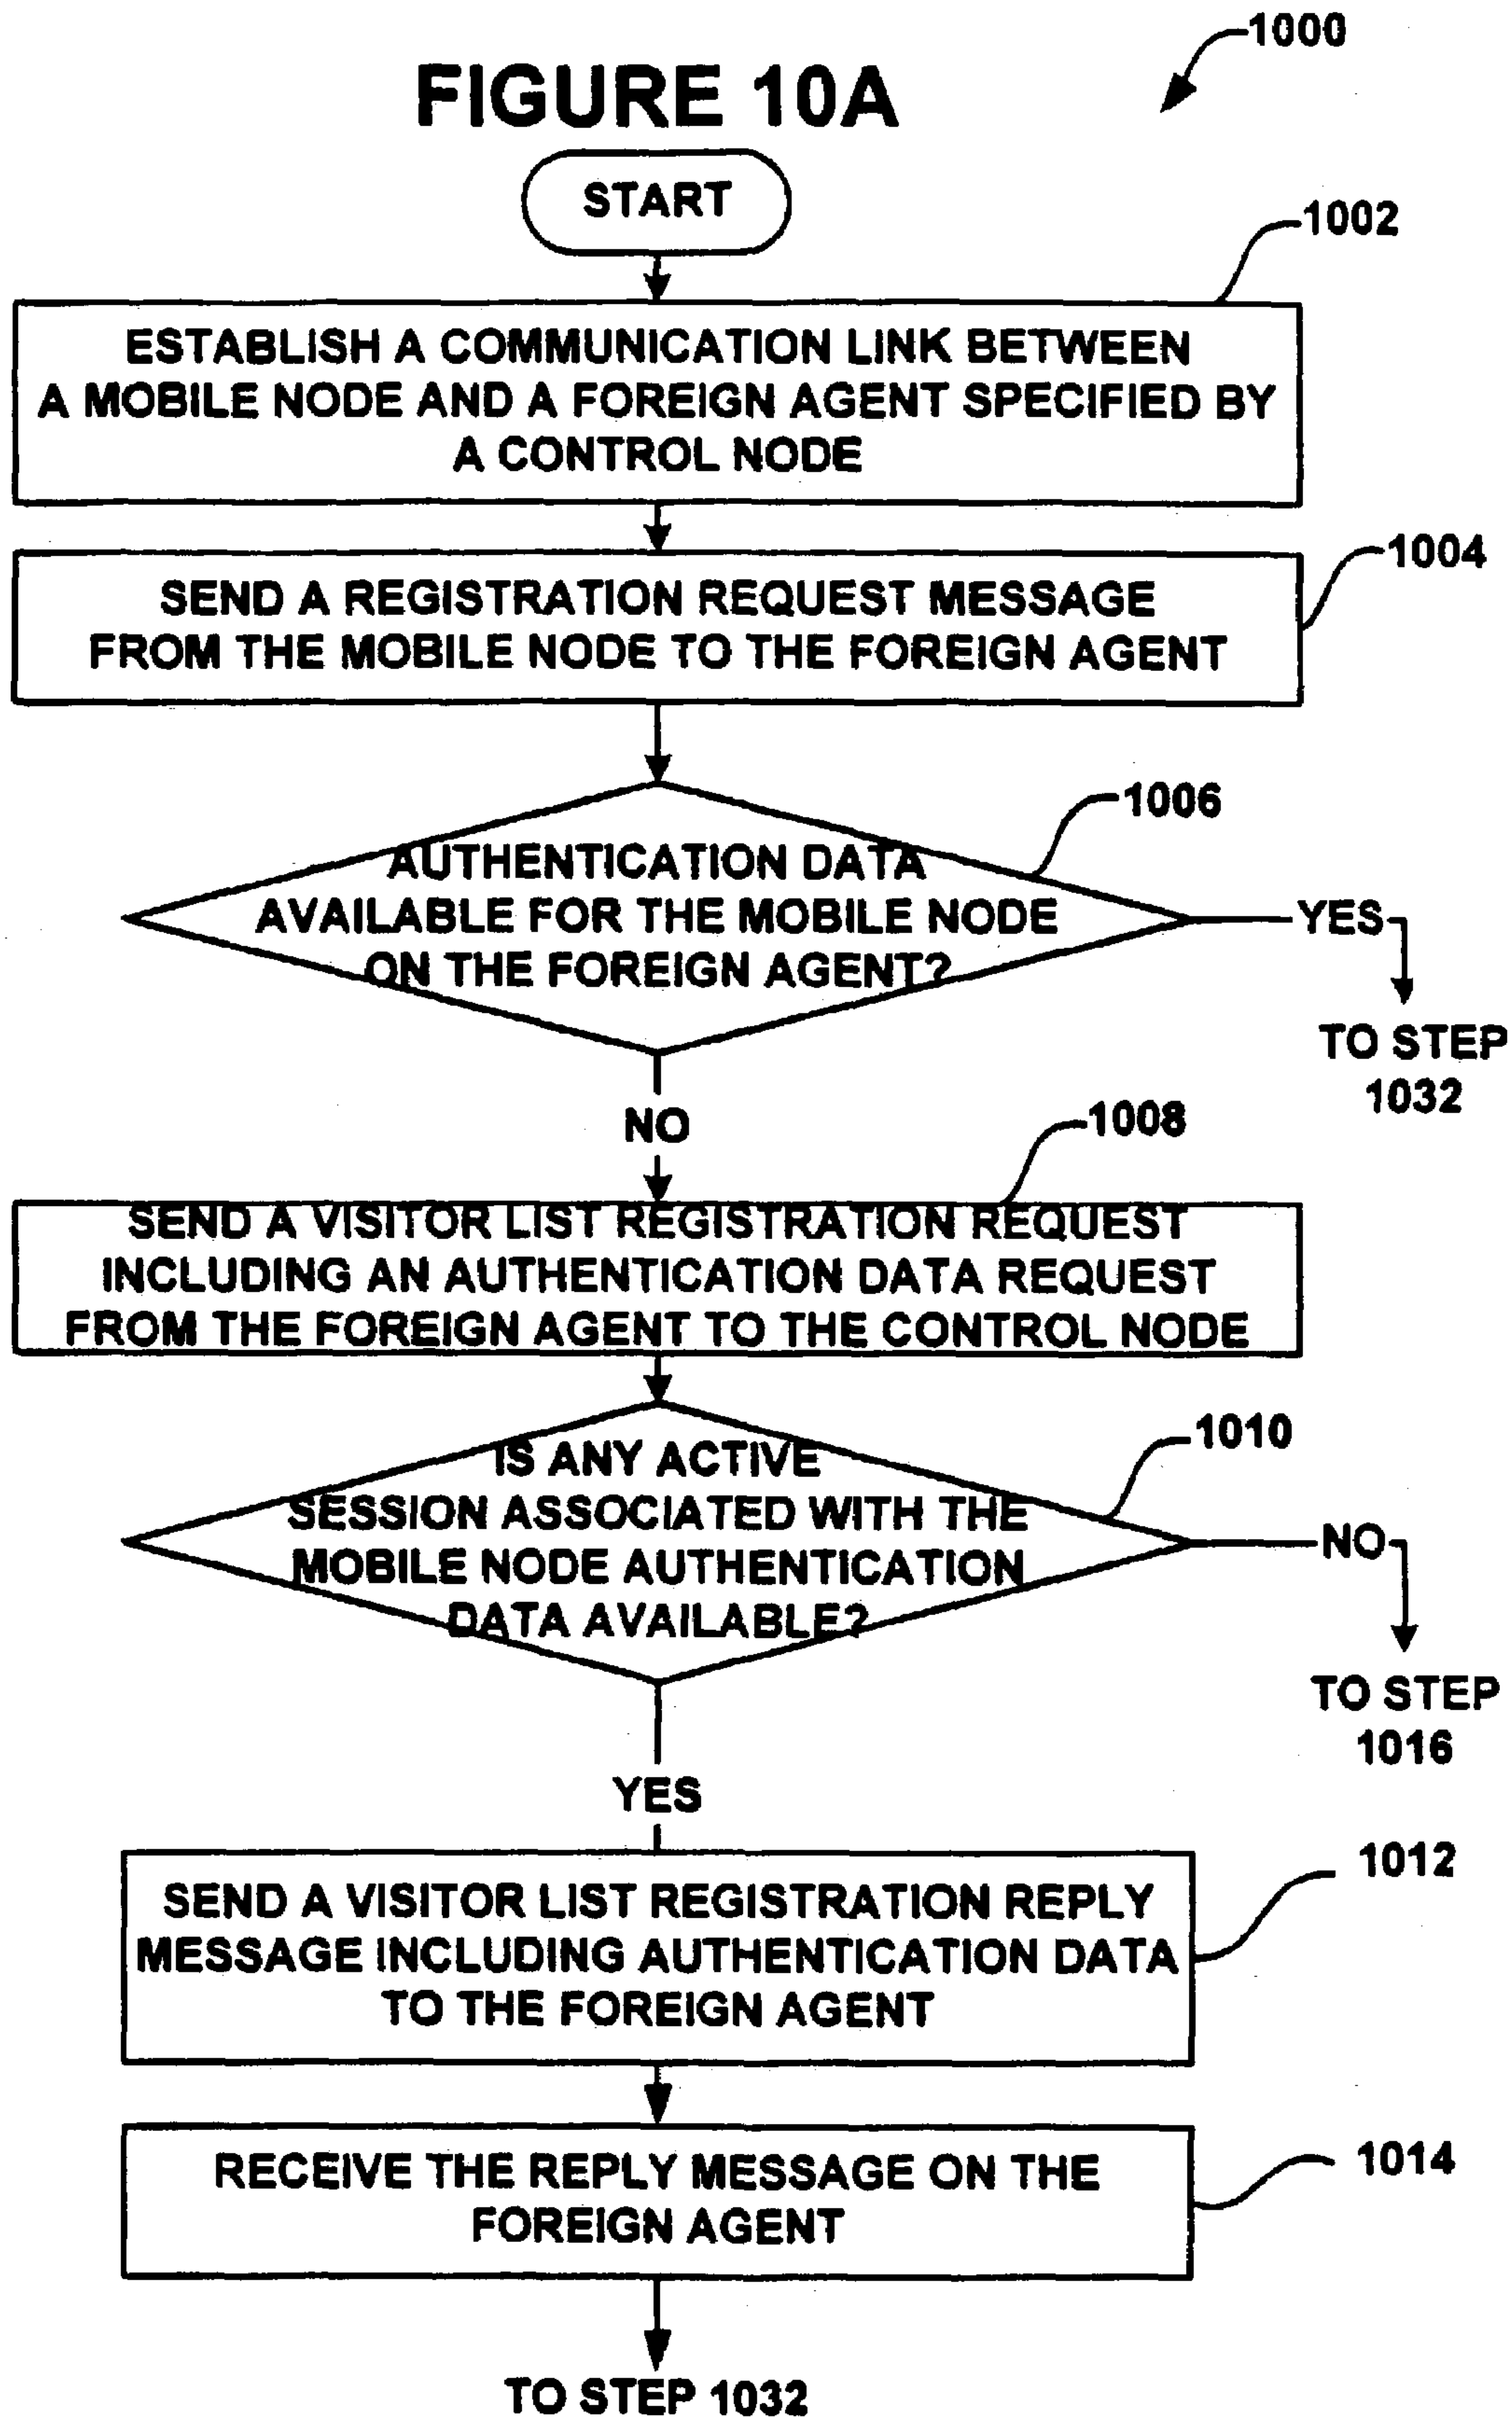 1000
FIGURE 10A
START
1002
ESTABLISH A COMMUNICATION LINK BETWEEN
A MOBILE NODE AND A FOREIGN AGENT SPECIFIED BY
A CONTROL NODE
1004
SEND A REGISTRATION REQUEST MESSAGE
FROM THE MOBILE NODE TO THE FOREIGN AGENT
1006
AUTHENTICATION DATA
AVAILABLE FOR THE MOBILE NODE
ON THE FOREIGN AGENT?
YES
TO STEP
1032
NO
1008
SEND A VISITOR LIST REGISTRATION REQUEST
INCLUDING AN AUTHENTICATION DATA REQUEST
FROM THE FOREIGN AGENT TO THE CONTROL NODE
1010
IS ANY ACTIVE
SESSION ASSOCIATED WITH THE
MOBILE NODE AUTHENTICATION
DATA AVAILABLE?
NO
TO STEP
1016
YES
1012
SEND A VISITOR LIST REGISTRATION REPLY
MESSAGE INCLUDING AUTHENTICATION DATA
TO THE FOREIGN AGENT
1014
RECEIVE THE REPLY MESSAGE ON THE
FOREIGN AGENT
TO STEP 1032